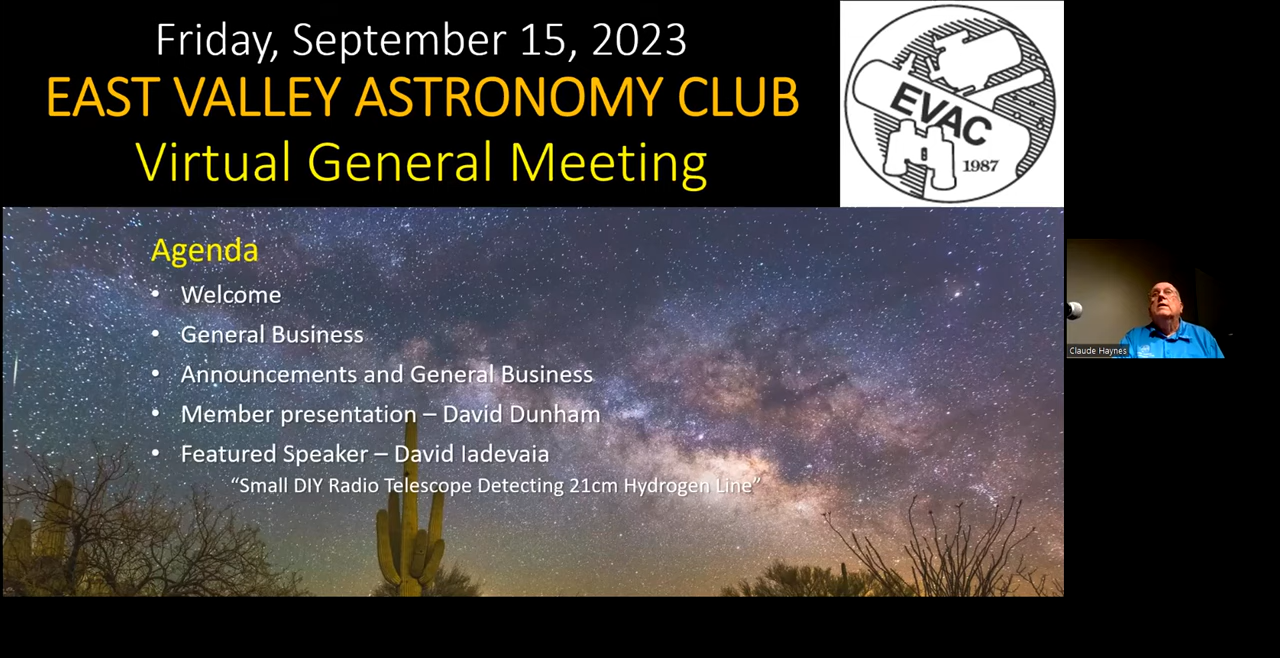 Friday, September 15, 2023
EAST VALLEY ASTRONOMY CLUB
Virtual General Meeting
EVAC
1987
Agenda
• Welcome
• General Business
• Announcements and General Business
• Member presentation – David Dunham
• Featured Speaker – David Iadevaia
“Small DIY Radio Telescope Detecting 21cm Hydrogen Line”
Claude Haynes